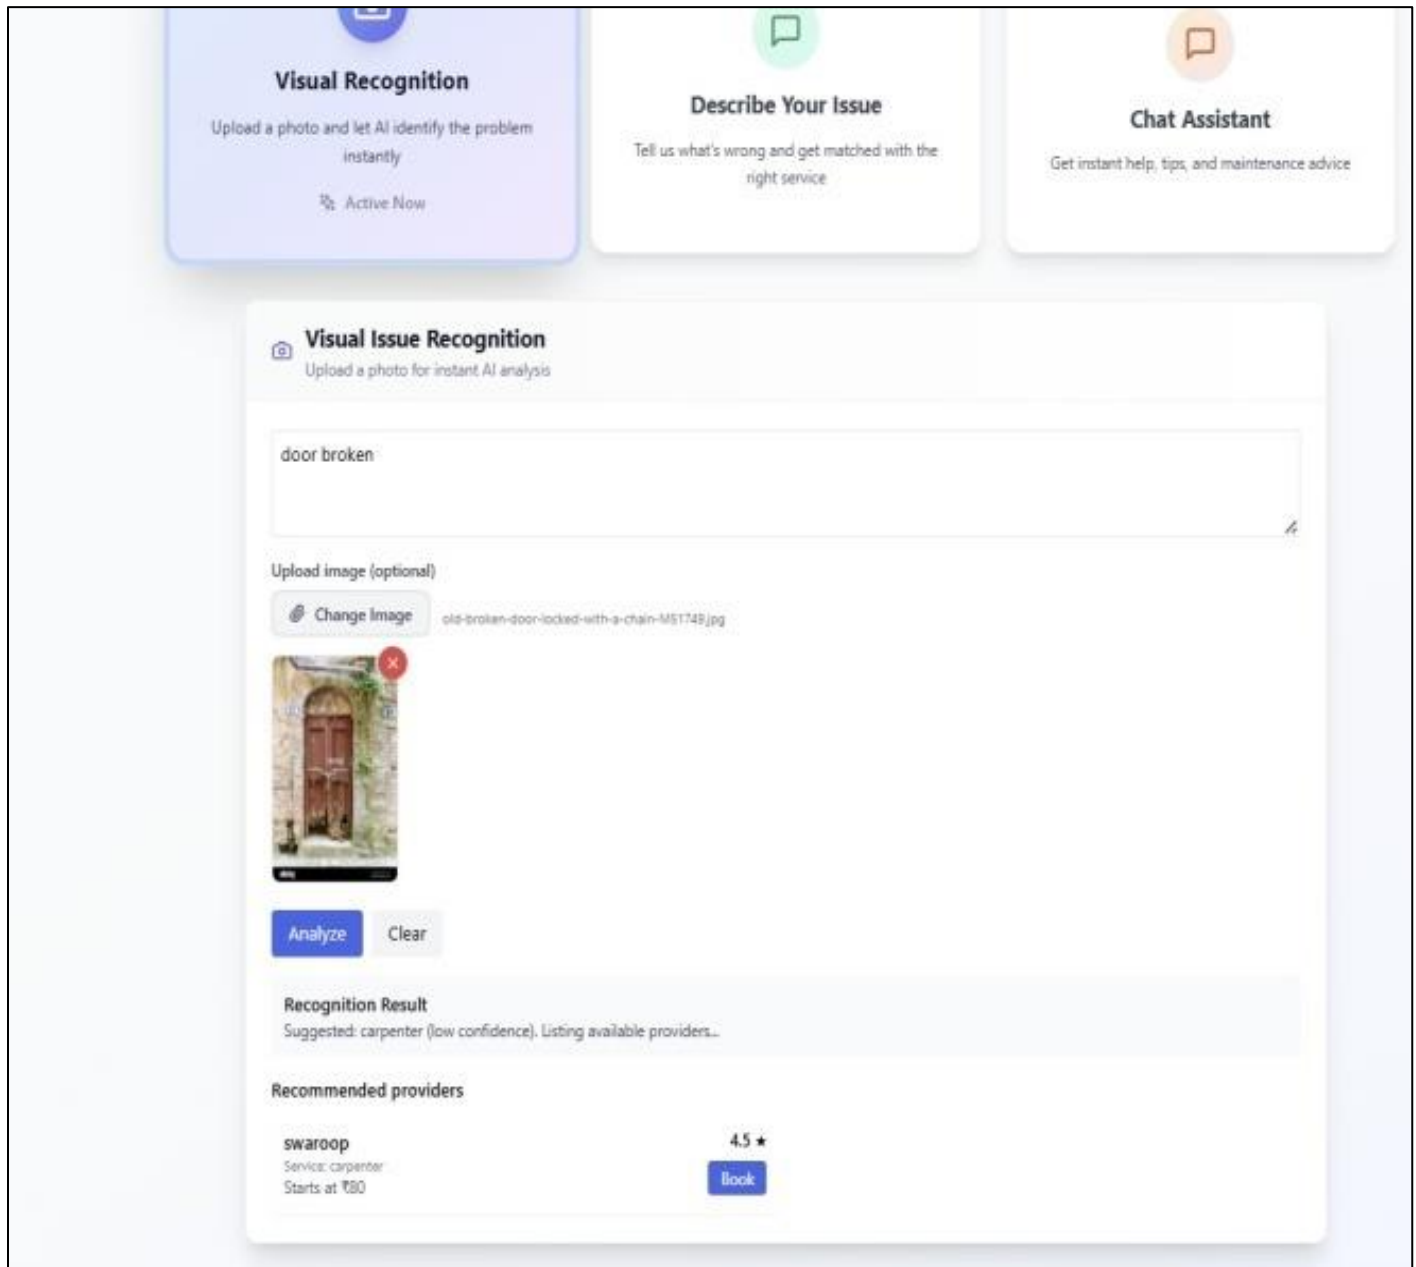 Visual Recognition
Upload a photo and let AI identify the problem
instantly
Active Now
Describe Your Issue
Tell us what's wrong and get matched with the
right service
Chat Assistant
Get instant help, tips, and maintenance advice
Visual Issue Recognition
Upload a photo for instant AI analysis
door broken
Upload image (optional)
Change Image
old-broken-door-locked-with-a-chain-M51749.jpg
Analyze
Clear
Recognition Result
Suggested: carpenter (low confidence). Listing available providers...
Recommended providers
swaroop
4.5 ★
Service: carpenter
Starts at ₹80
Book